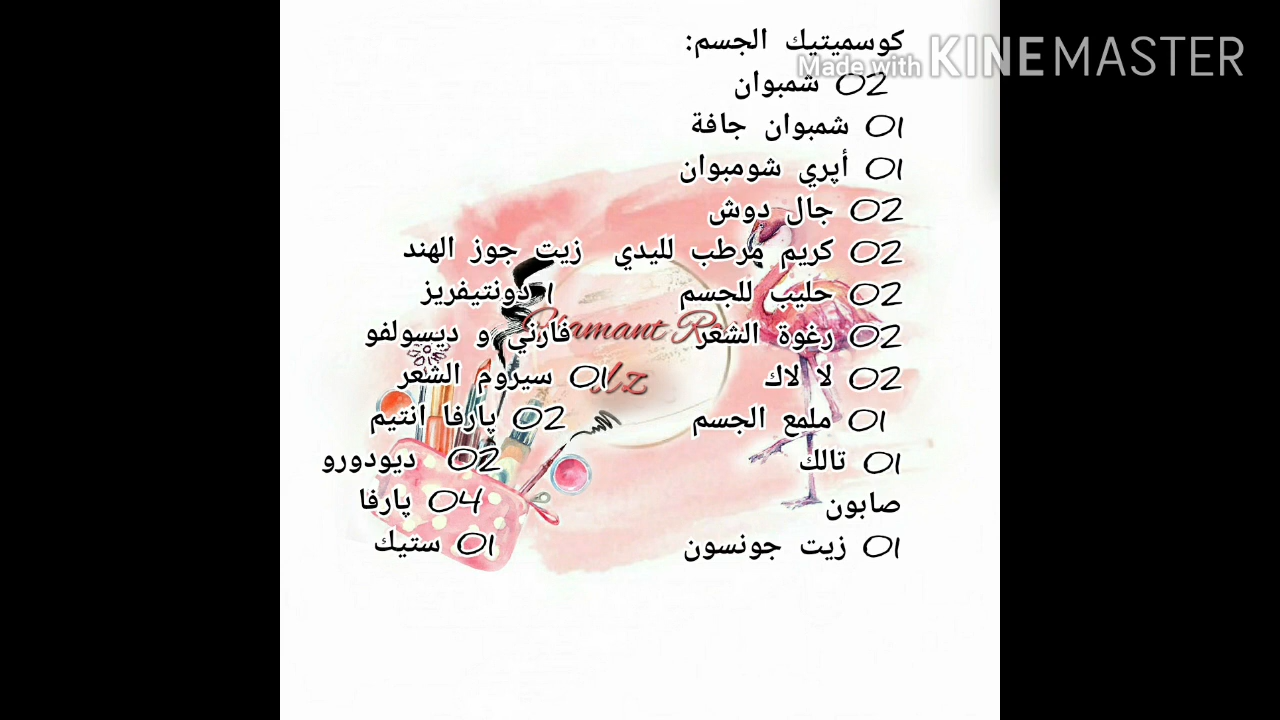 كوسميتيك الجسم:
Made with KINEMASTER
02 شمبوان
01 شمبوان جافة
01 أپري شومبوان
02 جال دوش
02 كريم مرطب لليدي زيت جوز الهند
02 حليب للجسم 1 دونتيفريز
02 رغوة الشعر فارني و ديسولفو
02 لا لاك 01 سيروم الشعر
01 ملمع الجسم 02 پارفا انتيم
01 تالك 02 ديودورو
صابون 04 پارفا
01 زيت جونسون 01 ستيك